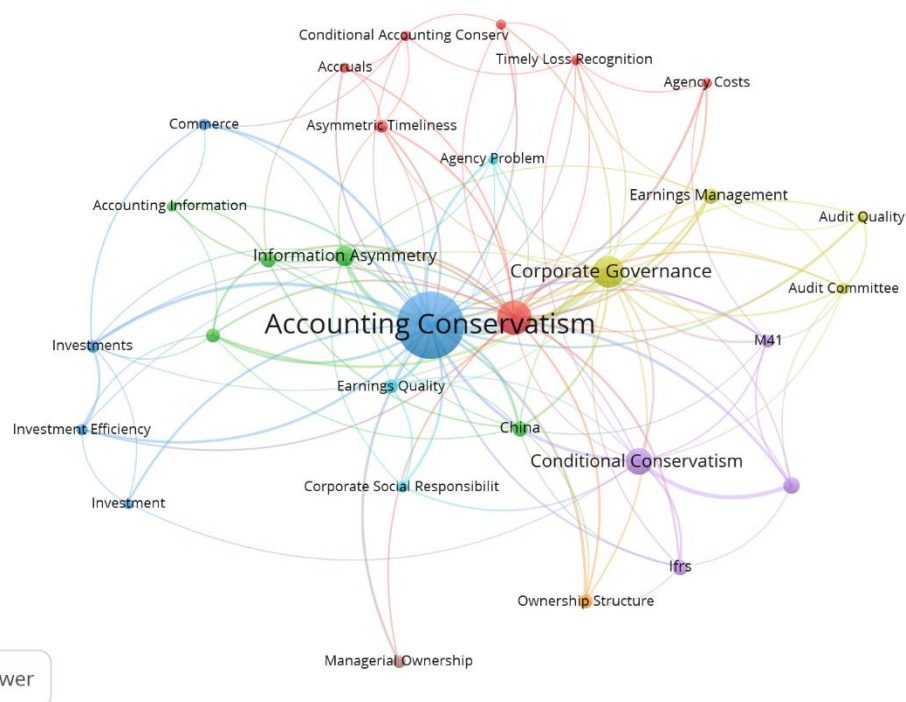 Conditional Accounting Conserv
Timely Loss Recognition
Accruals
Agency Costs
Commerce
Asymmetric Timeliness
Agency Problem
Earnings Management
Accounting Information
Audit Quality
Information Asymmetry
Corporate Governance
Audit Committee
Accounting Conservatism
M41
Investments
Earnings Quality
China
Investment Efficiency
Conditional Conservatism
Corporate Social Responsibilit
Investment
Ifrs
Ownership Structure
Managerial Ownership
wer